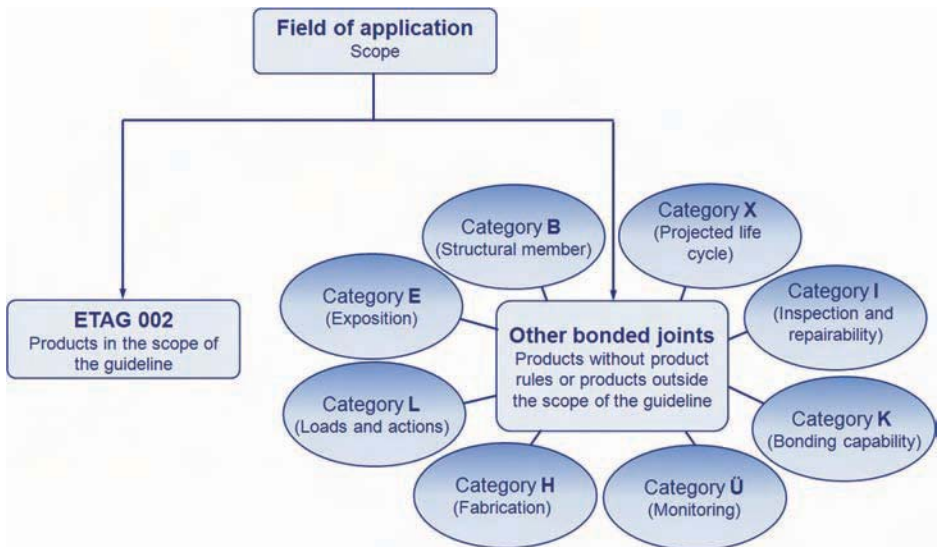 Field of application
Scope
Category B
(Structural member)
Category X
(Projected life
cycle)
Category E
(Exposition)
Category I
(Inspection and
repairability)
ETAG 002
Products in the scope of
the guideline
Other bonded joints
Products without product
rules or products outside
the scope of the guideline
Category L
(Loads and actions)
Category K
(Bonding capability)
Category H
(Fabrication)
Category Ü
(Monitoring)